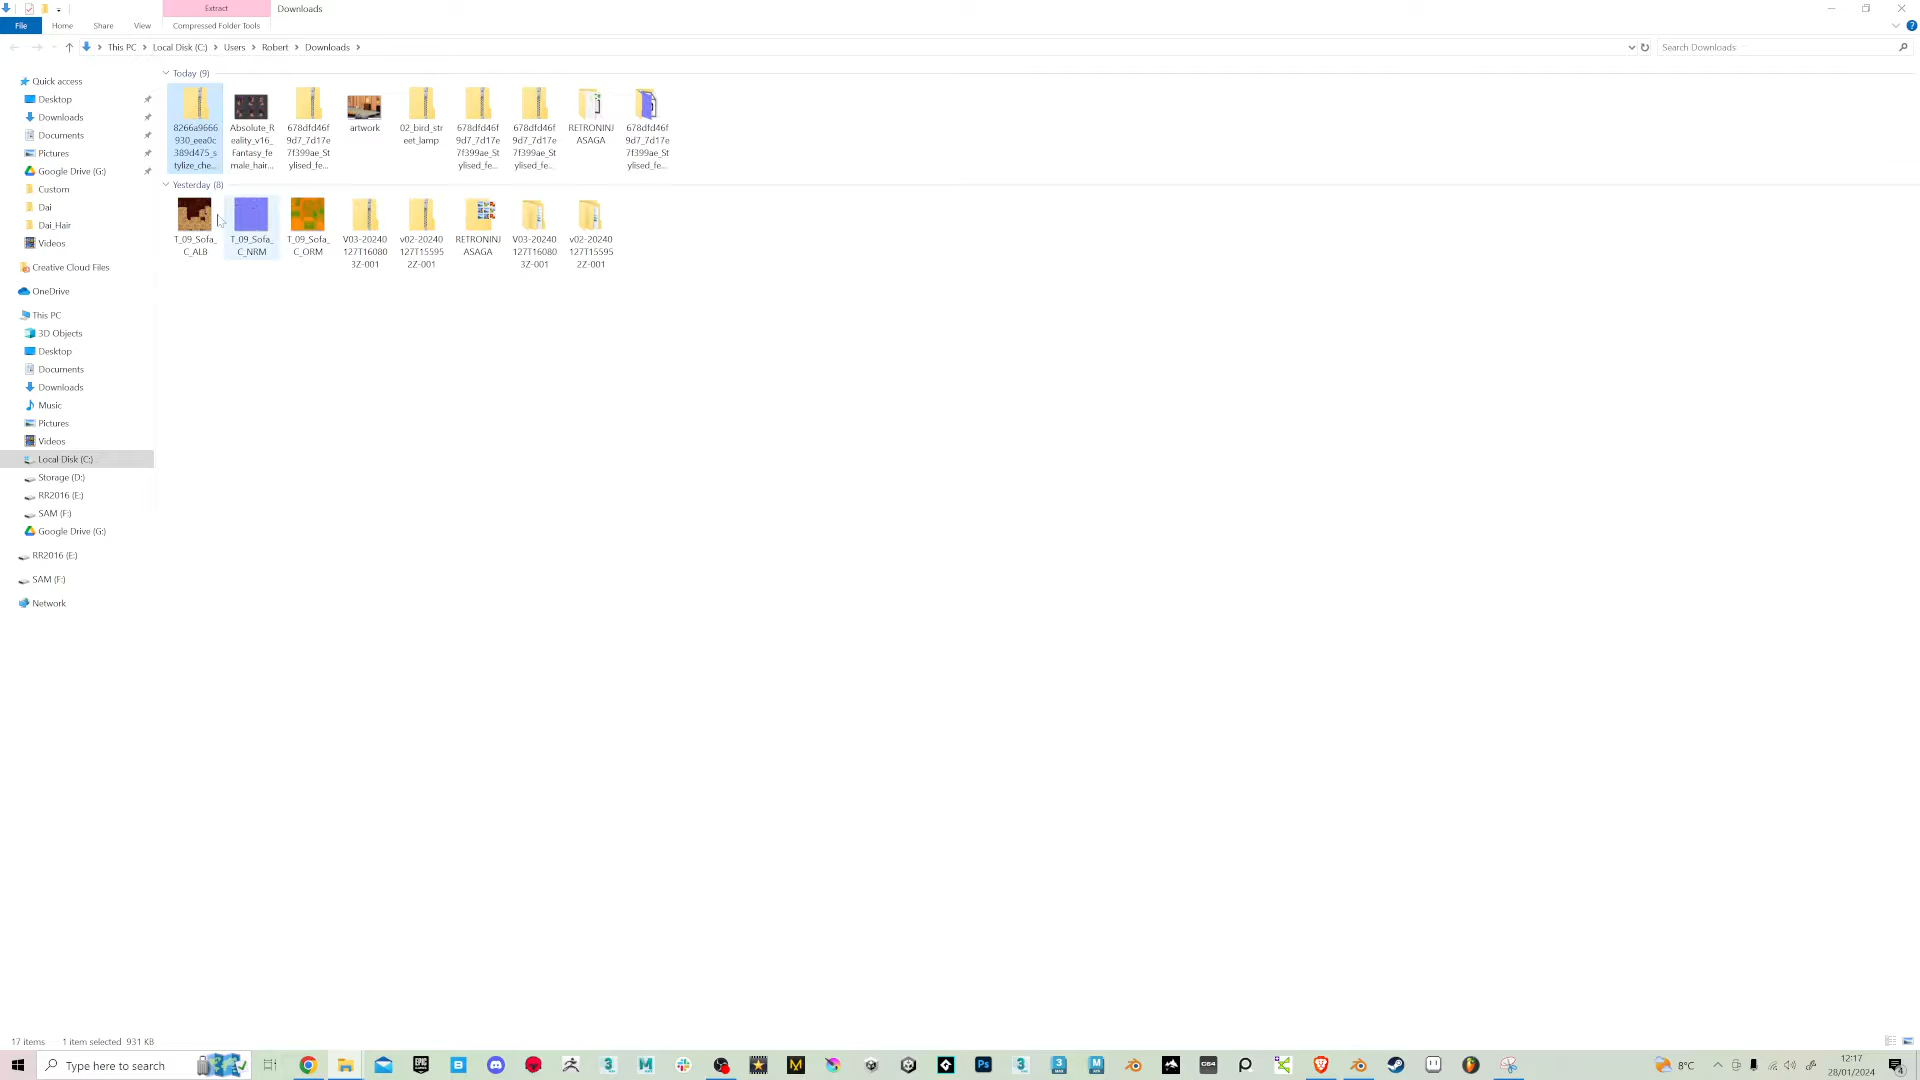 Extract
Downloads
File
Home
Share
View
Compressed Folder Tools
This PC > Local Disk (C:) > Users > Robert > Downloads >
Search Downloads
Quick access
Desktop
Downloads
Documents
Pictures
Google Drive (G:)
Custom
Dai
Dai_Hair
Videos
Creative Cloud Files
OneDrive
This PC
3D Objects
Desktop
Documents
Downloads
Music
Pictures
Videos
Local Disk (C:)
Storage (D:)
RR2016 (E:)
SAM (F:)
Google Drive (G:)
RR2016 (E:)
SAM (F:)
Network
Today (9)
8266a9666
930_eea0c
389d475_s
tylize_che...
Absolute_R
eality_v16_
Fantasy_fe
male_hair...
678dfd46f
9d7_7d17e
7f399ae_St
ylised_fe...
artwork
02_bird_str
eet_lamp
678dfd46f
9d7_7d17e
7f399ae_St
ylised_fe...
678dfd46f
9d7_7d17e
7f399ae_St
ylised_fe...
RETRONINJ
ASAGA
678dfd46f
9d7_7d17e
7f399ae_St
ylised_fe...
Yesterday (8)
T_09_Sofa_
C_ALB
T_09_Sofa_
C_NRM
T_09_Sofa_
C_ORM
V03-20240
127T16080
3Z-001
v02-20240
127T15595
2Z-001
RETRONINJ
ASAGA
V03-20240
127T16080
3Z-001
v02-20240
127T15595
2Z-001
17 items
1 item selected 931 KB
Type here to search
8°C
12:17
28/01/2024